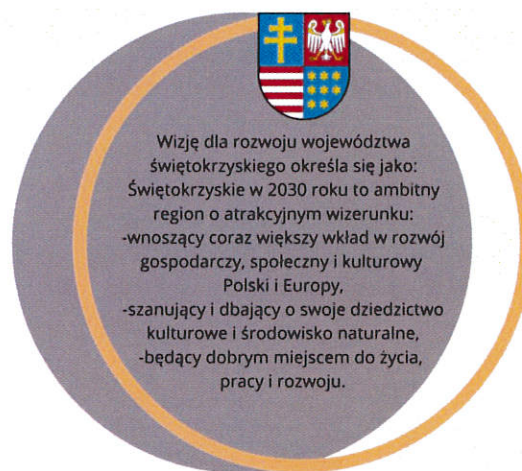 Wizję dla rozwoju województwa
świętokrzyskiego określa się jako:
Świętokrzyskie w 2030 roku to ambitny
region o atrakcyjnym wizerunku:
-wnoszący coraz większy wkład w rozwój
gospodarczy, społeczny i kulturowy
Polski i Europy,
-szanujący i dbający o swoje dziedzictwo
kulturowe i środowisko naturalne,
-będący dobrym miejscem do życia,
pracy i rozwoju.